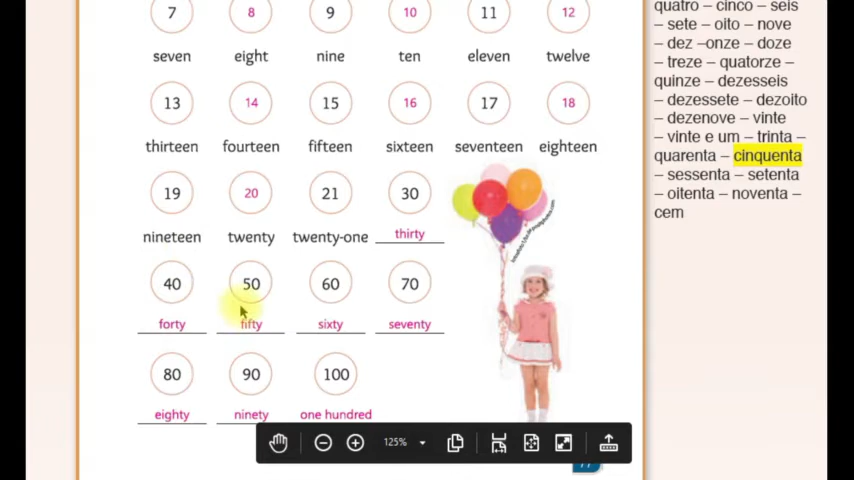 7 8 9 10 11 12
seven eight nine ten eleven twelve
13 14 15 16 17 18
thirteen fourteen fifteen sixteen seventeen eighteen
19 20 21 30
nineteen twenty twenty-one thirty
40 50 60 70
forty fifty sixty seventy
80 90 100
eighty ninety one hundred
125%
quatro – cinco – seis
– sete – oito – nove
– dez –onze – doze
– treze – quatorze –
quinze – dezesseis
– dezessete – dezoito
– dezenove – vinte
– vinte e um – trinta –
quarenta – cinquenta
– sessenta – setenta
– oitenta – noventa –
cem